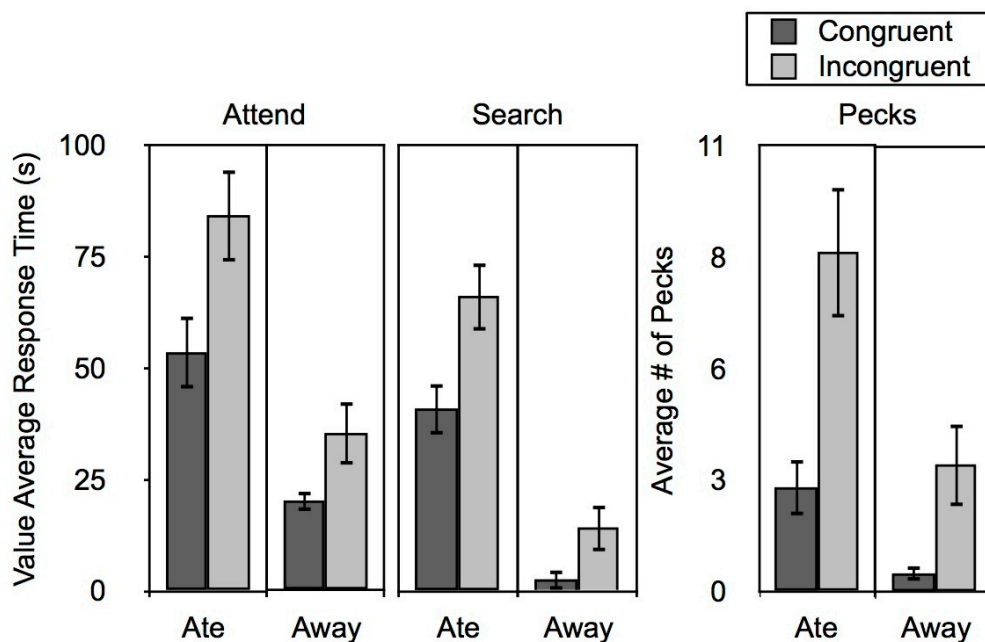 Congruent
Incongruent
Attend
Search
Pecks
Value Average Response Time (s)
100
75
50
25
0
Average # of Pecks
11
8
6
3
0
Ate
Away
Ate
Away
Ate
Away